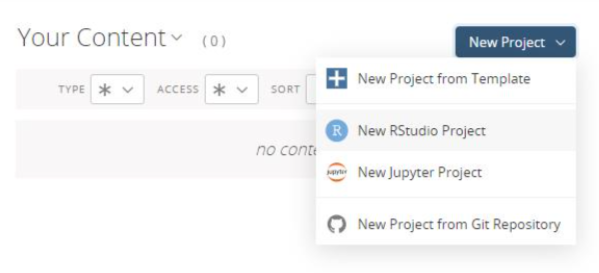 Your Content (0)
New Project
TYPE * ACCESS * SORT
New Project from Template
R New RStudio Project
no conte
jupyter New Jupyter Project
New Project from Git Repository